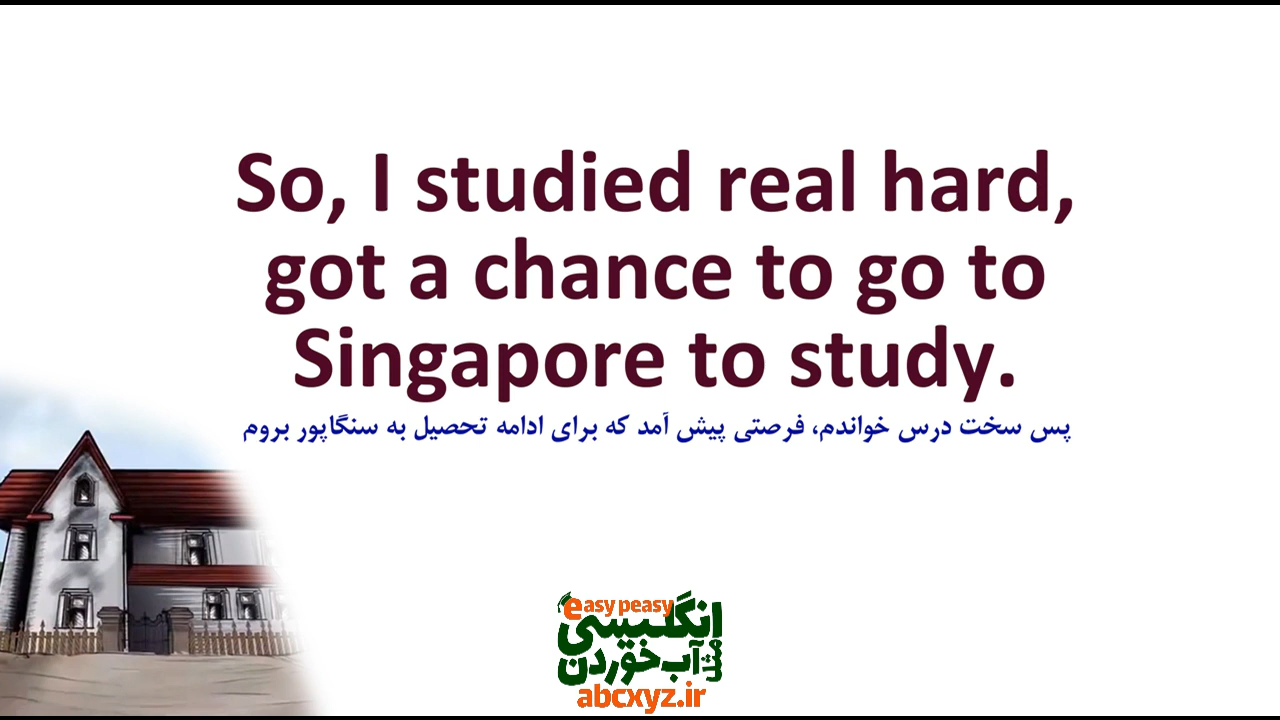 So, I studied real hard,
got a chance to go to
Singapore to study.
پس سخت درس خواندم، فرصتی پیش آمد که برای ادامه تحصیل به سنگاپور بروم
easy peasy
انگلیسی
مثل آب خوردن
abcxyz.ir